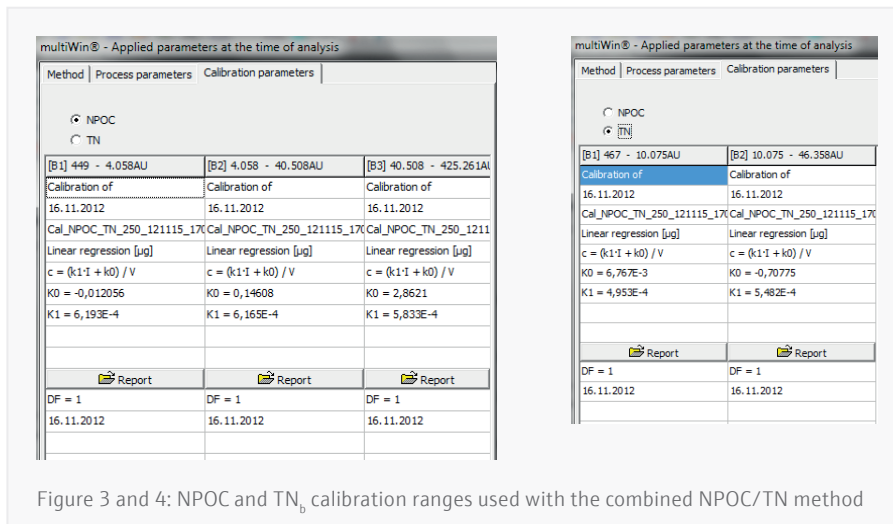 multiWin® - Applied parameters at the time of analysis
Method Process parameters Calibration parameters
NPOC
TN
[B1] 449 - 4.058AU [B2] 4.058 - 40.508AU [B3] 40.508 - 425.261AU
Calibration of Calibration of Calibration of
16.11.2012 16.11.2012 16.11.2012
Cal_NPOC_TN_250_121115_170 Cal_NPOC_TN_250_121115_170 Cal_NPOC_TN_250_1211
Linear regression [µg] Linear regression [µg] Linear regression [µg]
c = (k1·I + k0) / V c = (k1·I + k0) / V c = (k1·I + k0) / V
K0 = -0,012056 K0 = 0,14608 K0 = 2,8621
K1 = 6,193E-4 K1 = 6,165E-4 K1 = 5,833E-4
Report Report Report
DF = 1 DF = 1 DF = 1
16.11.2012 16.11.2012 16.11.2012
multiWin® - Applied parameters at the time of analysis
Method Process parameters Calibration parameters
NPOC
TN
[B1] 467 - 10.075AU [B2] 10.075 - 46.358AU
Calibration of Calibration of
16.11.2012 16.11.2012
Cal_NPOC_TN_250_121115_170 Cal_NPOC_TN_250_121115_170
Linear regression [µg] Linear regression [µg]
c = (k1·I + k0) / V c = (k1·I + k0) / V
K0 = 6,767E-3 K0 = -0,70775
K1 = 4,953E-4 K1 = 5,482E-4
Report Report
DF = 1 DF = 1
16.11.2012 16.11.2012
Figure 3 and 4: NPOC and TNb calibration ranges used with the combined NPOC/TN method